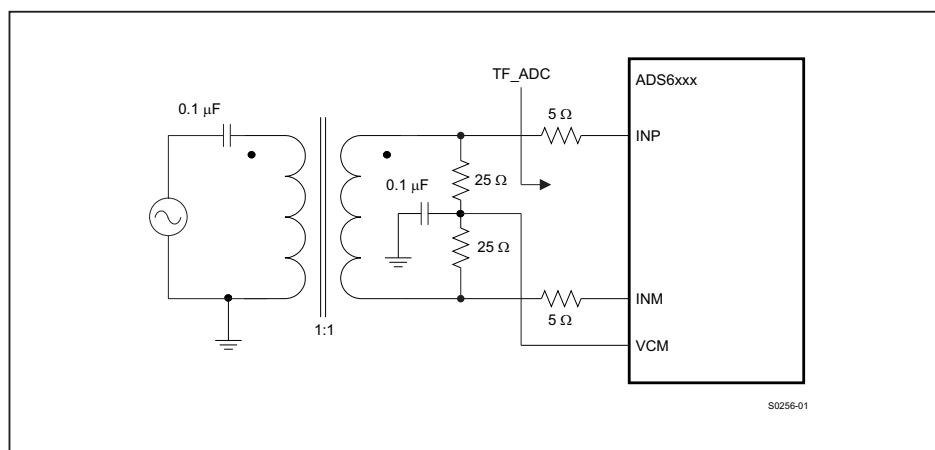 TF_ADC
ADS6xxx
0.1 μF
5 Ω
INP
0.1 μF
25 Ω
25 Ω
INM
5 Ω
1:1
VCM
S0256-01